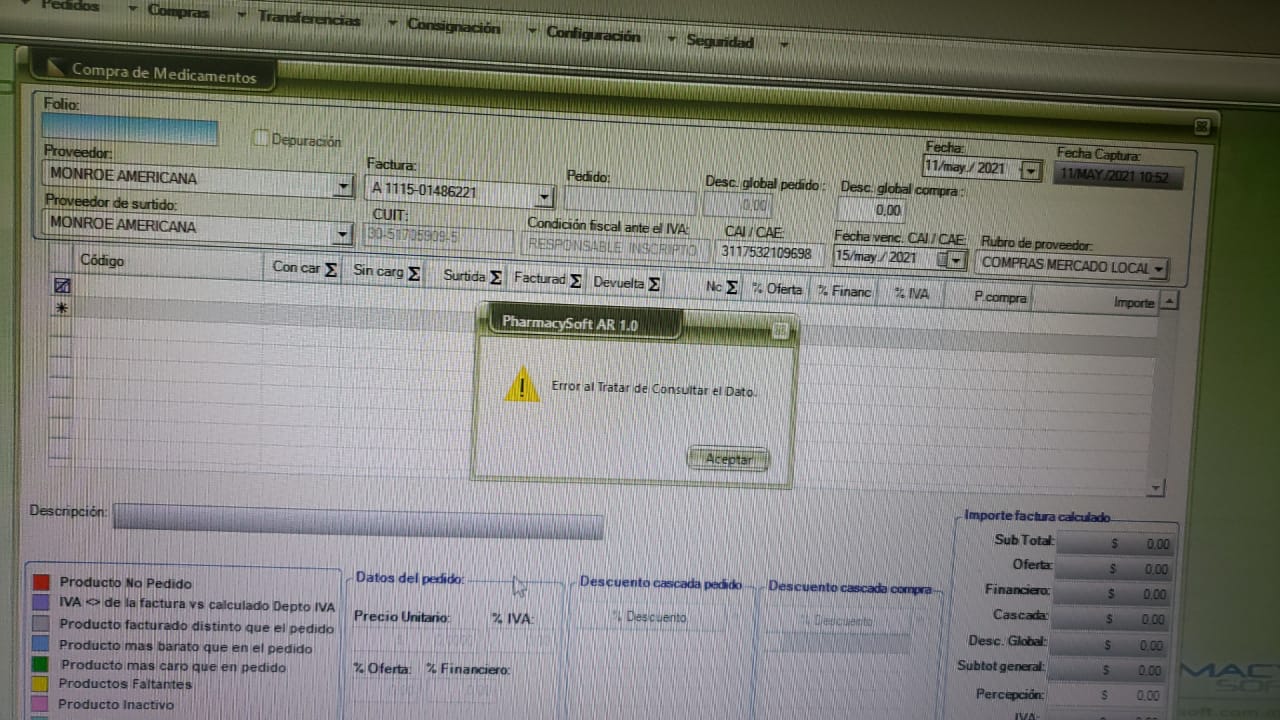 Pedidos
Compras
Transferencias
Consignación
Configuración
Seguridad
Compra de Medicamentos
Folio:
Depuración
Fecha:
11/may./ 2021
Fecha Captura:
11/MAY./2021 10:52
Proveedor:
MONROE AMERICANA
Factura:
A 1115-01486221
Pedido:
Desc. global pedido :
0,00
Desc. global compra :
0,00
Proveedor de surtido:
MONROE AMERICANA
CUIT:
30-51705909-5
Condición fiscal ante el IVA:
RESPONSABLE INSCRIPTO
CAI / CAE:
3117532109698
Fecha venc. CAI / CAE:
15/may./ 2021
Rubro de proveedor:
COMPRAS MERCADO LOCAL
Código
Con car Σ
Sin carg Σ
Surtida Σ
Facturad Σ
Devuelta Σ
Nc Σ
% Oferta
% Financ
% IVA
P.compra
Importe
PharmacySoft AR 1.0
Error al Tratar de Consultar el Dato.
Aceptar
Descripción:
Producto No Pedido
IVA <> de la factura vs calculado Depto IVA
Producto facturado distinto que el pedido
Producto mas barato que en el pedido
Producto mas caro que en pedido
Productos Faltantes
Producto Inactivo
Datos del pedido:
Precio Unitario:
% IVA:
% Oferta:
% Financiero:
Descuento cascada pedido
% Descuento
Descuento cascada compra
% Descuento
Importe factura calculado
Sub Total: $ 0,00
Oferta: $ 0,00
Financiero: $ 0,00
Cascada: $ 0,00
Desc. Global: $ 0,00
Subtot general: $ 0,00
Percepción: $ 0,00
IVA: